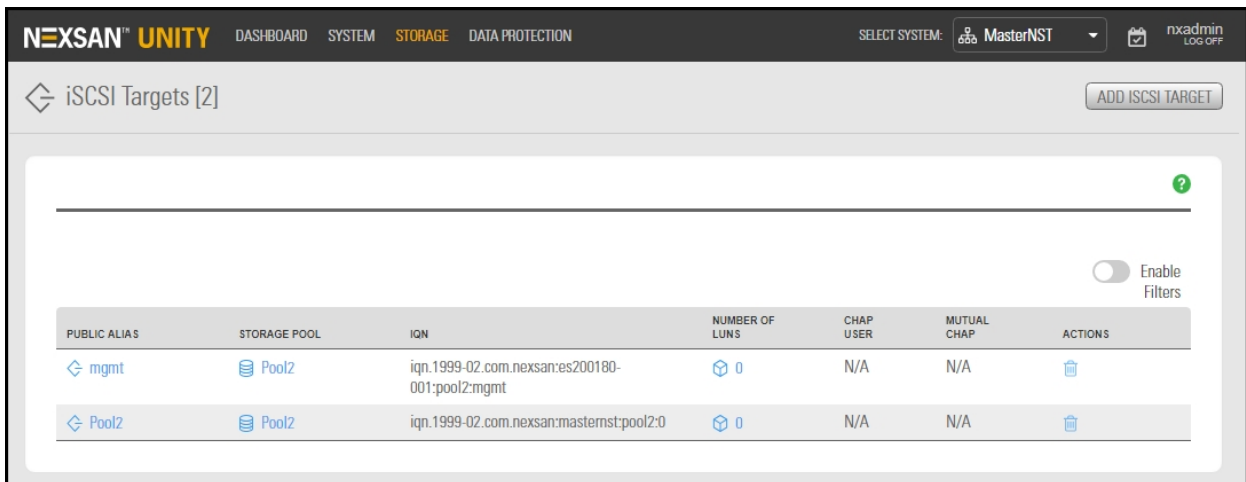 NEXSAN™ UNITY DASHBOARD SYSTEM STORAGE DATA PROTECTION SELECT SYSTEM: MasterNST nxadmin
LOG OFF
iSCSI Targets [2] ADD ISCSI TARGET
?
Enable
Filters
PUBLIC ALIAS STORAGE POOL IQN NUMBER OF LUNS CHAP USER MUTUAL CHAP ACTIONS
mgmt Pool2 iqn.1999-02.com.nexsan:es200180- 0 N/A N/A
001:pool2:mgmt
Pool2 Pool2 iqn.1999-02.com.nexsan:masternst:pool2:0 0 N/A N/A